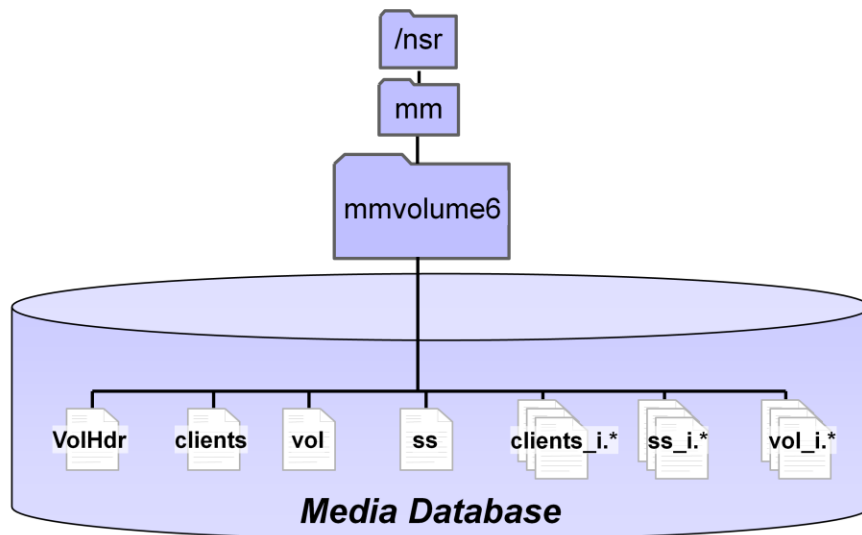 /nsr
mm
mmvolume6
VolHdr
clients
vol
ss
clients_i.*
ss_i.*
vol_i.*
Media Database